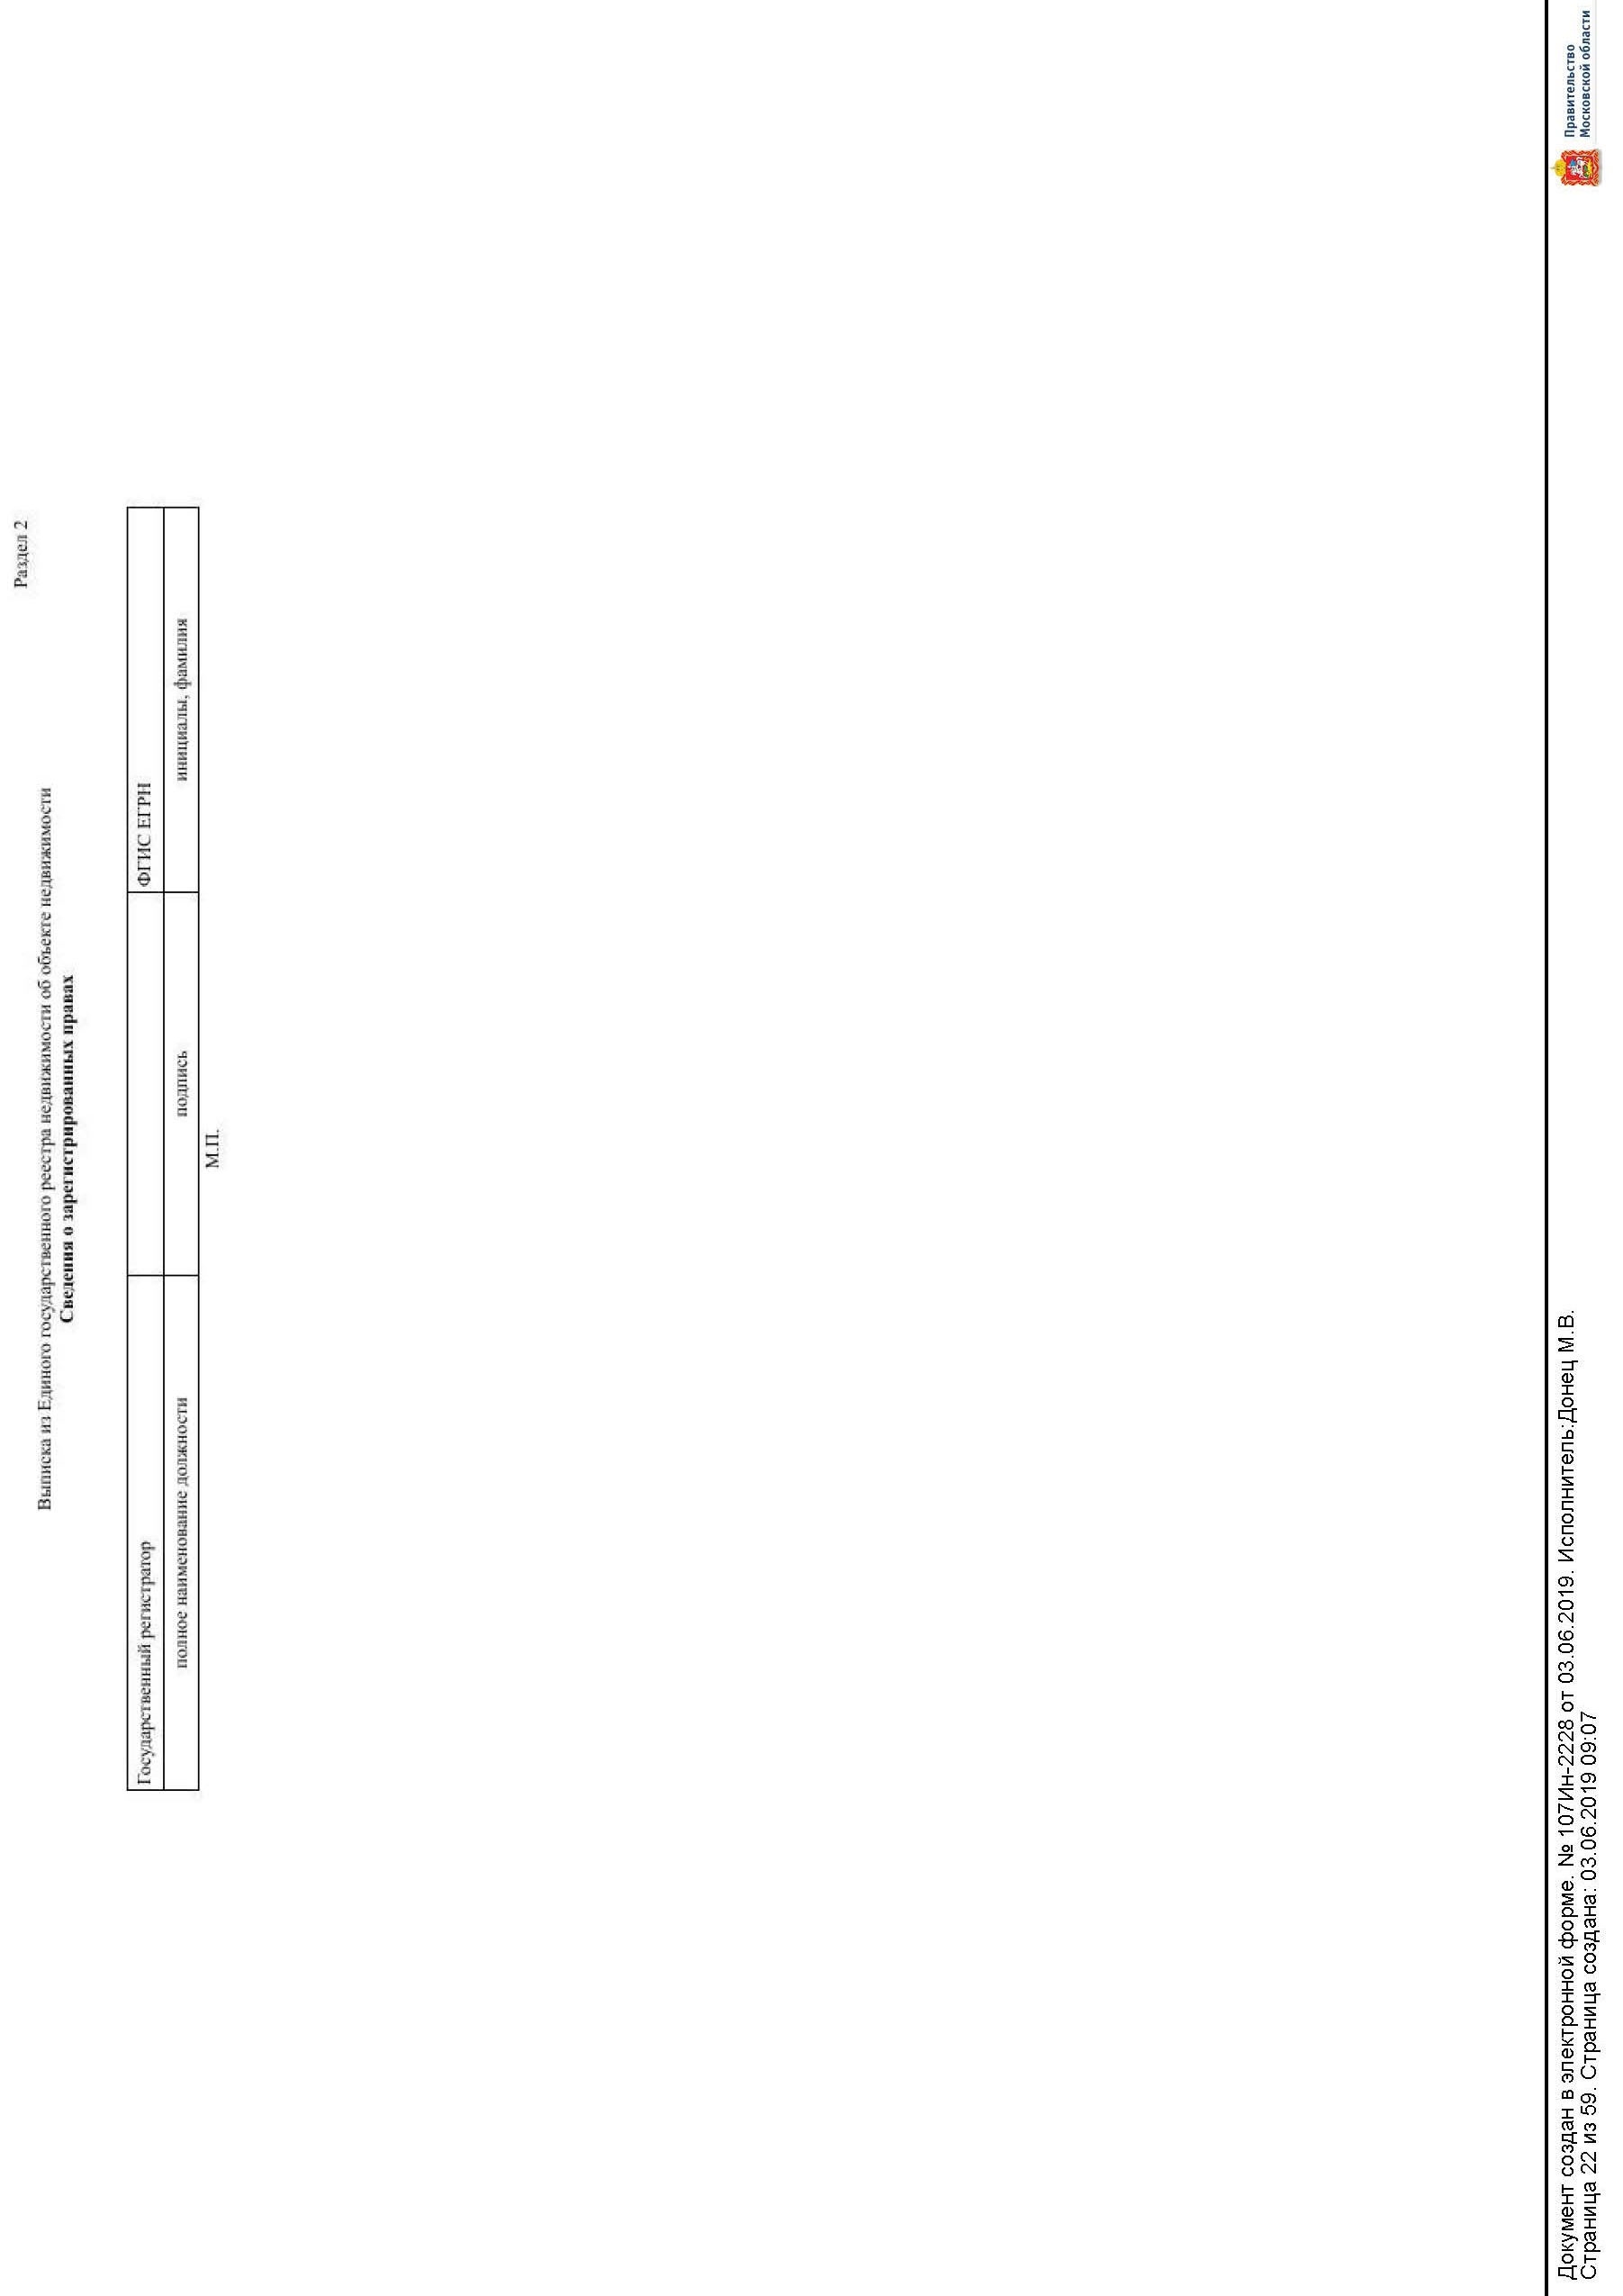 Раздел 2
Выписка из Единого государственного реестра недвижимости об объекте недвижимости
Сведения о зарегистрированных правах
Государственный регистратор ФГИС ЕГРН
полное наименование должности подпись инициалы, фамилия
М.П.
Документ создан в электронной форме. № 107Ин-2228 от 03.06.2019. Исполнитель:Донец М.В.
Страница 22 из 59. Страница создана: 03.06.2019 09:07
Правительство
Московской области